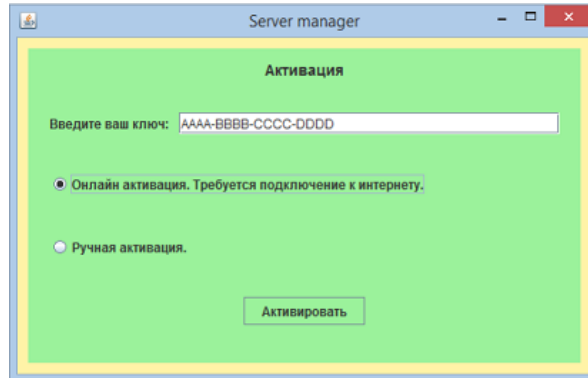 Server manager
Активация
Введите ваш ключ: AAAA-BBBB-CCCC-DDDD
Онлайн активация. Требуется подключение к интернету.
Ручная активация.
Активировать